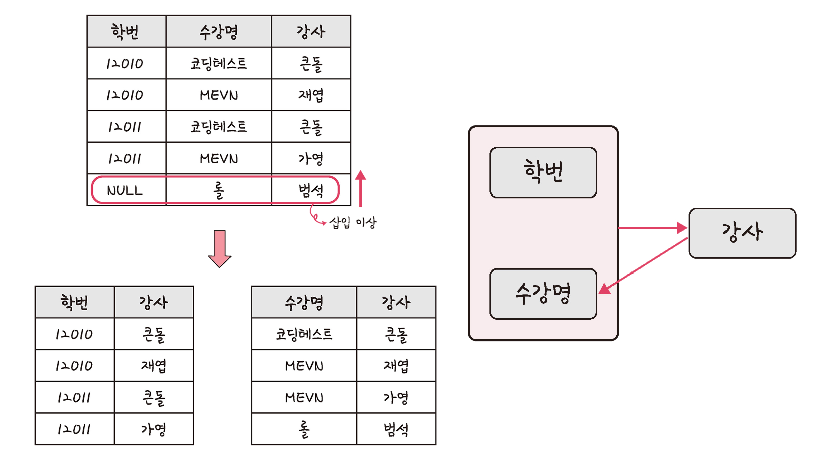 학번 수강명 강사
12010 코딩테스트 큰돌
12010 MEVN 재엽
12011 코딩테스트 큰돌
12011 MEVN 가영
NULL 롤 범석
삽입 이상
학번 강사
12010 큰돌
12010 재엽
12011 큰돌
12011 가영
수강명 강사
코딩테스트 큰돌
MEVN 재엽
MEVN 가영
롤 범석
학번
수강명
강사